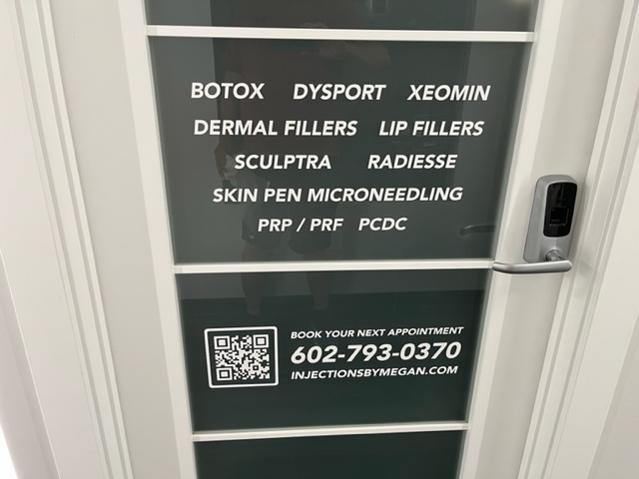 BOTOX DYSPORT XEOMIN
DERMAL FILLERS LIP FILLERS
SCULPTRA RADIESSE
SKIN PEN MICRONEEDLING
PRP / PRF PCDC
BOOK YOUR NEXT APPOINTMENT
602-793-0370
INJECTIONSBYMEGAN.COM